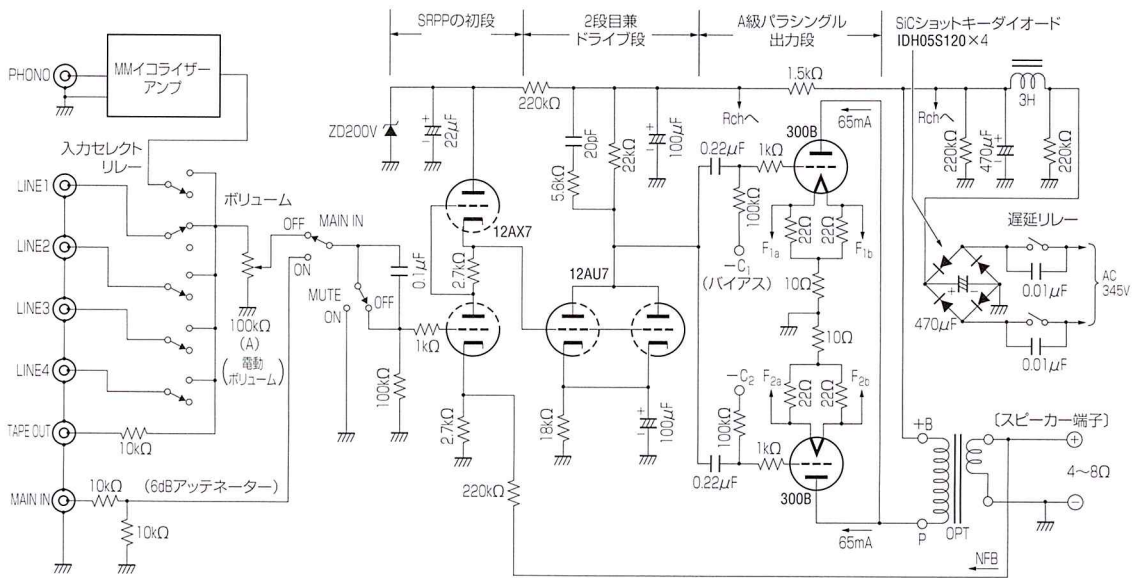 SRPPの初段
2段目兼
ドライブ段
A級パラシングル
出力段
SiCショットキーダイオード
IDH05S120×4
PHONO
MMイコライザー
アンプ
入力セレクト
リレー
LINE1
LINE2
LINE3
LINE4
TAPE OUT
MAIN IN
ボリューム
OFF
MAIN IN
ON
MUTE
ON
OFF
100kΩ
(A)
(電動
ボリューム)
10kΩ
10kΩ
(6dBアッテネーター)
10kΩ
ZD200V
+
-
22μF
220kΩ
20pF
56kΩ
22kΩ
+
-
100μF
Rchへ
1.5kΩ
65mA
300B
0.22μF
1kΩ
100kΩ
-C1
(バイアス)
F1a
22Ω
22Ω
F1b
10Ω
10Ω
12AX7
0.1μF
2.7kΩ
1kΩ
100kΩ
2.7kΩ
12AU7
18kΩ
+
-
100μF
220kΩ
-C2
100kΩ
F2a
22Ω
22Ω
F2b
1kΩ
0.22μF
300B
65mA
Rchへ
3H
220kΩ
+
-
470μF
220kΩ
遅延リレー
+
-
470μF
0.01μF
0.01μF
AC
345V
〔スピーカー端子〕
+B
P
OPT
+
4〜8Ω
-
NFB